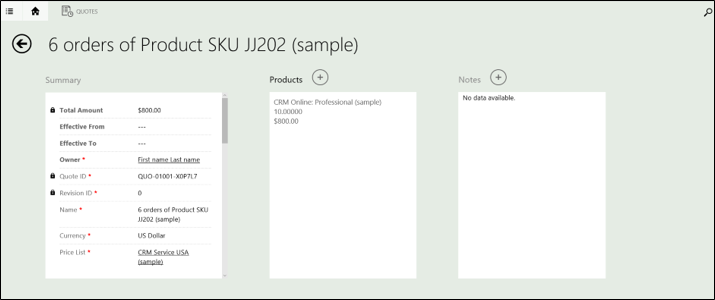 QUOTES
6 orders of Product SKU JJ202 (sample)
Summary
Total Amount $800.00
Effective From ---
Effective To ---
Owner * First name Last name
Quote ID * QUO-01001-X0P7L7
Revision ID * 0
Name * 6 orders of Product SKU
JJ202 (sample)
Currency * US Dollar
Price List * CRM Service USA
(sample)
Products
CRM Online: Professional (sample)
10.00000
$800.00
Notes
No data available.